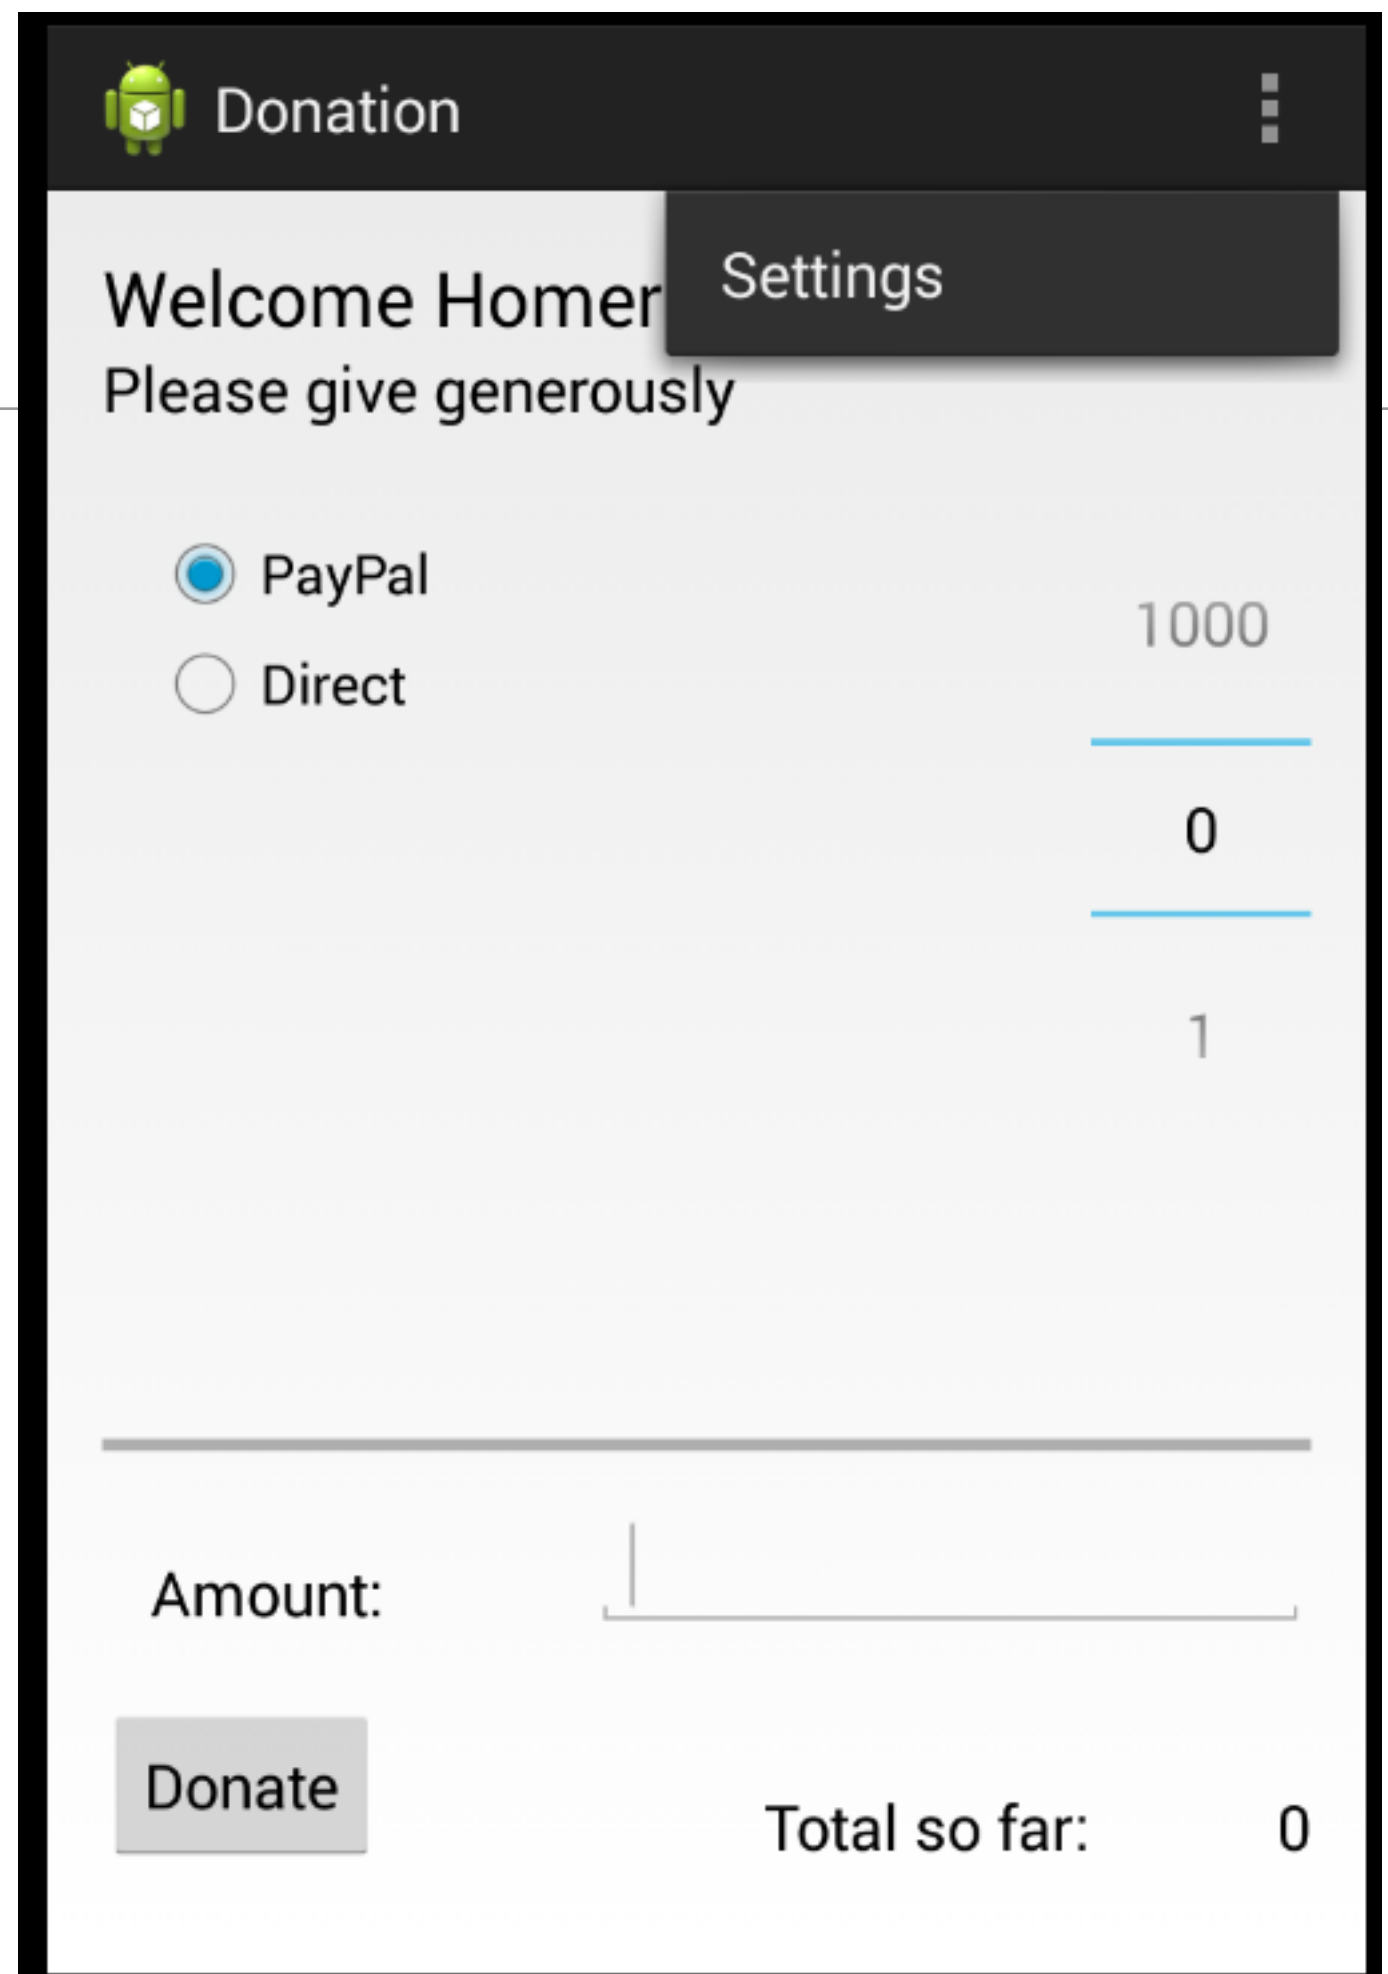 Donation
Settings
Welcome Homer
Please give generously
PayPal
Direct
1000
0
1
Amount:
Donate
Total so far: 0